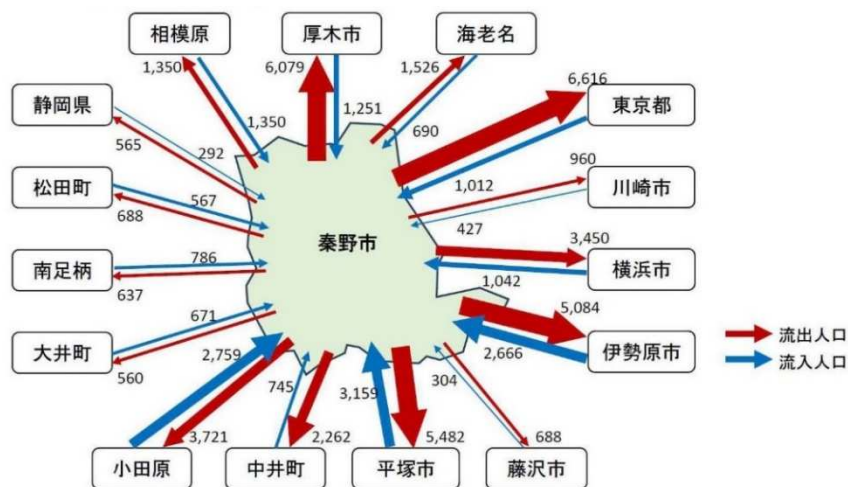 相模原
厚木市
海老名
1,350
6,079
1,526
6,616
静岡県
東京都
1,350
1,251
690
565
292
960
松田町
1,012
川崎市
567
688
427
秦野市
3,450
南足柄
786
横浜市
637
1,042
5,084
671
大井町
流出人口
2,759
2,666
伊勢原市
560
流入人口
745
3,159
304
3,721
2,262
5,482
688
小田原
中井町
平塚市
藤沢市